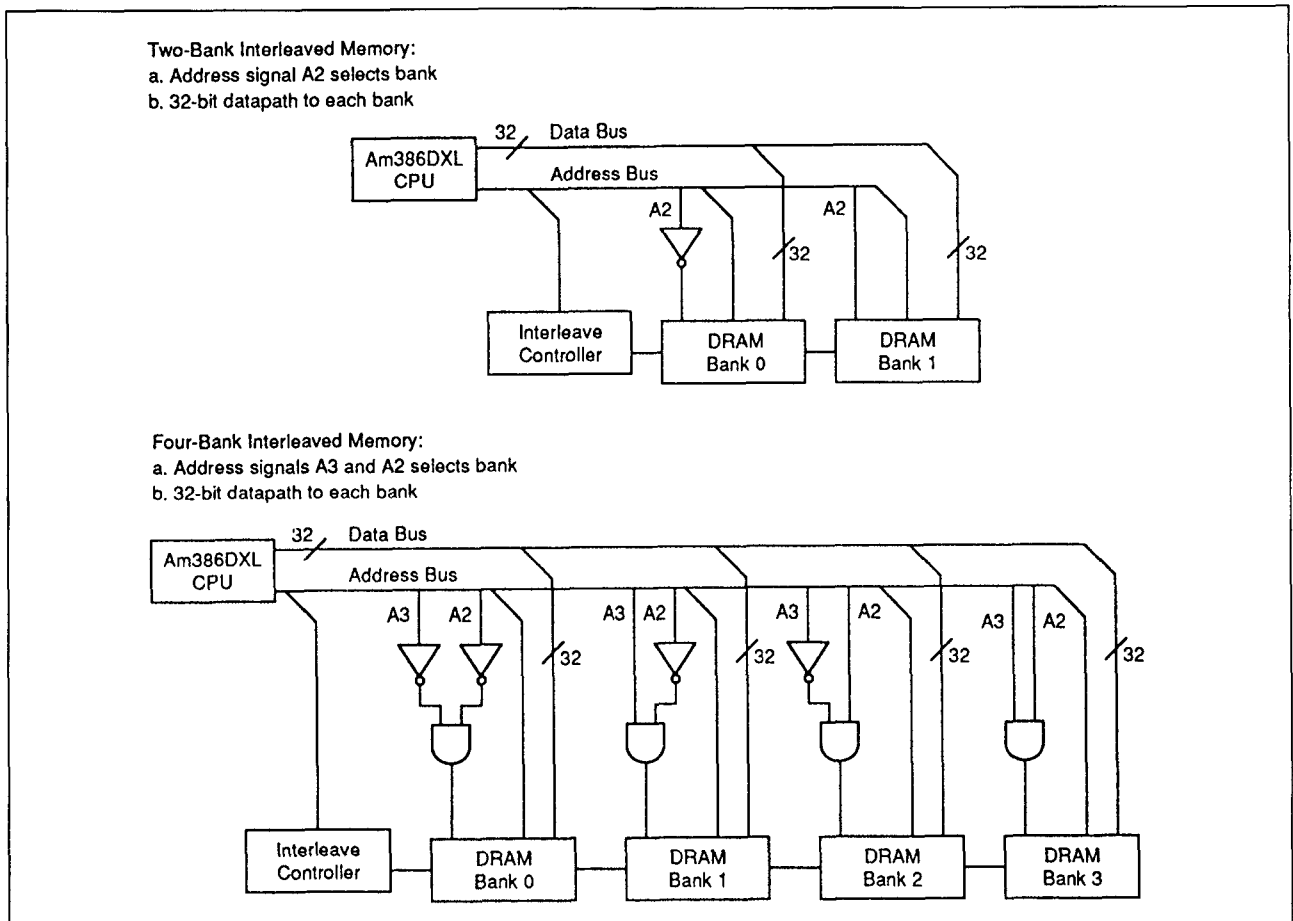 Two-Bank Interleaved Memory:
a. Address signal A2 selects bank
b. 32-bit datapath to each bank
32
Data Bus
Am386DXL
CPU
Address Bus
A2
A2
32
32
Interleave
Controller
DRAM
Bank 0
DRAM
Bank 1
Four-Bank Interleaved Memory:
a. Address signals A3 and A2 selects bank
b. 32-bit datapath to each bank
32
Data Bus
Am386DXL
CPU
Address Bus
A3
A2
A3
A2
A3
A2
A3
A2
32
32
32
32
Interleave
Controller
DRAM
Bank 0
DRAM
Bank 1
DRAM
Bank 2
DRAM
Bank 3